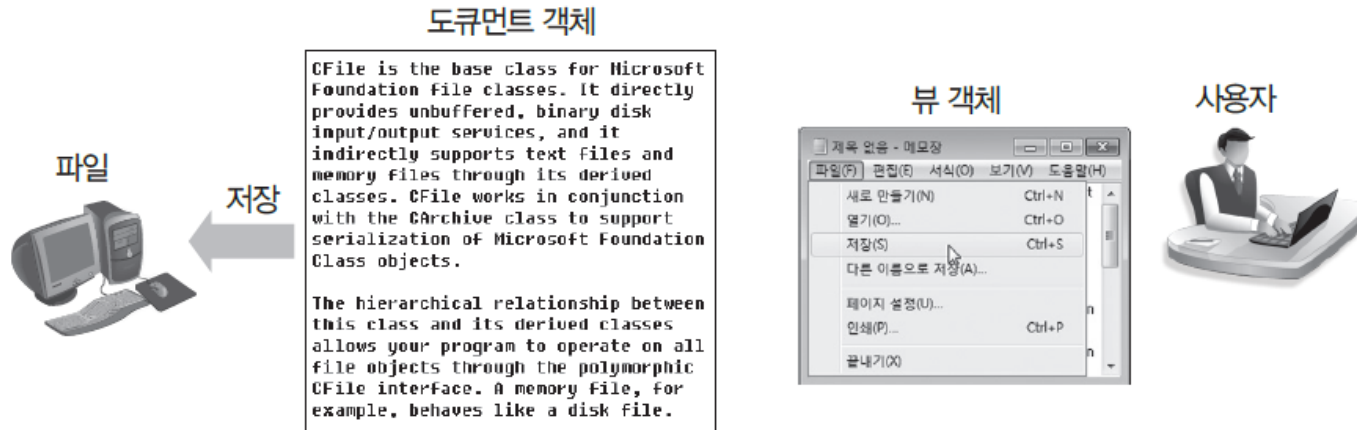 도큐먼트 객체
CFile is the base class for Microsoft
Foundation file classes. It directly
provides unbuffered, binary disk
input/output services, and it
indirectly supports text files and
memory files through its derived
classes. CFile works in conjunction
with the CArchive class to support
serialization of Microsoft Foundation
Class objects.
The hierarchical relationship between
this class and its derived classes
allows your program to operate on all
file objects through the polymorphic
CFile interface. A memory file, for
example, behaves like a disk file.
파일
저장
뷰 객체
제목 없음 - 메모장
파일(F) 편집(E) 서식(O) 보기(V) 도움말(H)
새로 만들기(N) Ctrl+N
열기(O)... Ctrl+O
저장(S) Ctrl+S
다른 이름으로 저장(A)...
페이지 설정(U)...
인쇄(P)... Ctrl+P
끝내기(X)
t
n
n
사용자